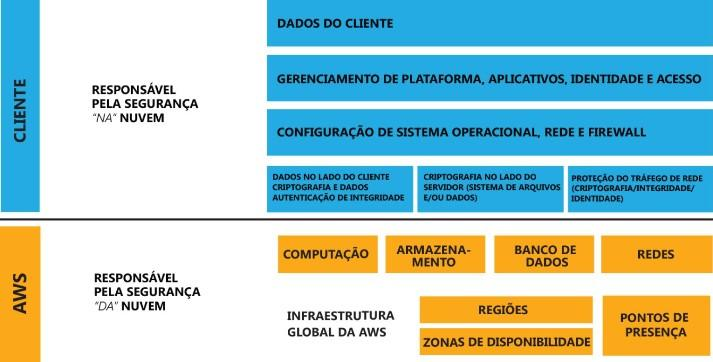 CLIENTE
RESPONSÁVEL
PELA SEGURANÇA
“NA” NUVEM
DADOS DO CLIENTE
GERENCIAMENTO DE PLATAFORMA, APLICATIVOS, IDENTIDADE E ACESSO
CONFIGURAÇÃO DE SISTEMA OPERACIONAL, REDE E FIREWALL
DADOS NO LADO DO CLIENTE
CRIPTOGRAFIA E DADOS
AUTENTICAÇÃO DE INTEGRIDADE
CRIPTOGRAFIA NO LADO DO
SERVIDOR (SISTEMA DE ARQUIVOS
E/OU DADOS)
PROTEÇÃO DO TRÁFEGO DE REDE
(CRIPTOGRAFIA/INTEGRIDADE/
IDENTIDADE)
AWS
RESPONSÁVEL
PELA SEGURANÇA
“DA” NUVEM
COMPUTAÇÃO
ARMAZENA-
MENTO
BANCO DE
DADOS
REDES
INFRAESTRUTURA
GLOBAL DA AWS
REGIÕES
ZONAS DE DISPONIBILIDADE
PONTOS DE
PRESENÇA